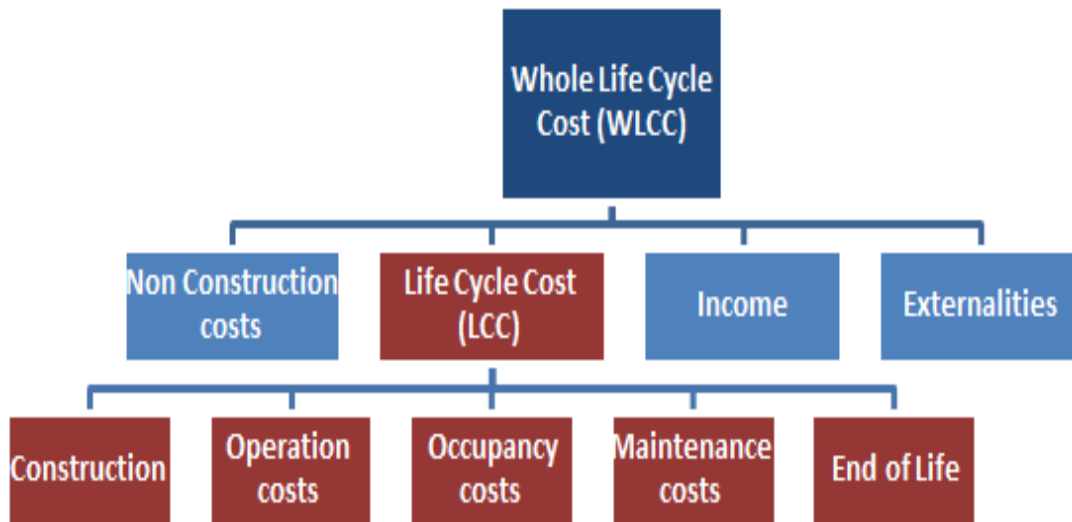 Whole Life Cycle
Cost (WLCC)
Non Construction
costs
Life Cycle Cost
(LCC)
Income
Externalities
Construction
Operation
costs
Occupancy
costs
Maintenance
costs
End of Life